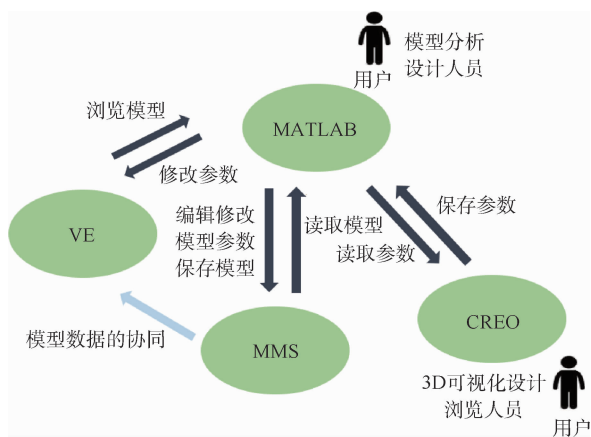 模型分析
设计人员
用户
浏览模型
MATLAB
修改参数
编辑修改
模型参数
保存模型
读取模型
读取参数
保存参数
VE
模型数据的协同
MMS
CREO
3D可视化设计
浏览人员
用户